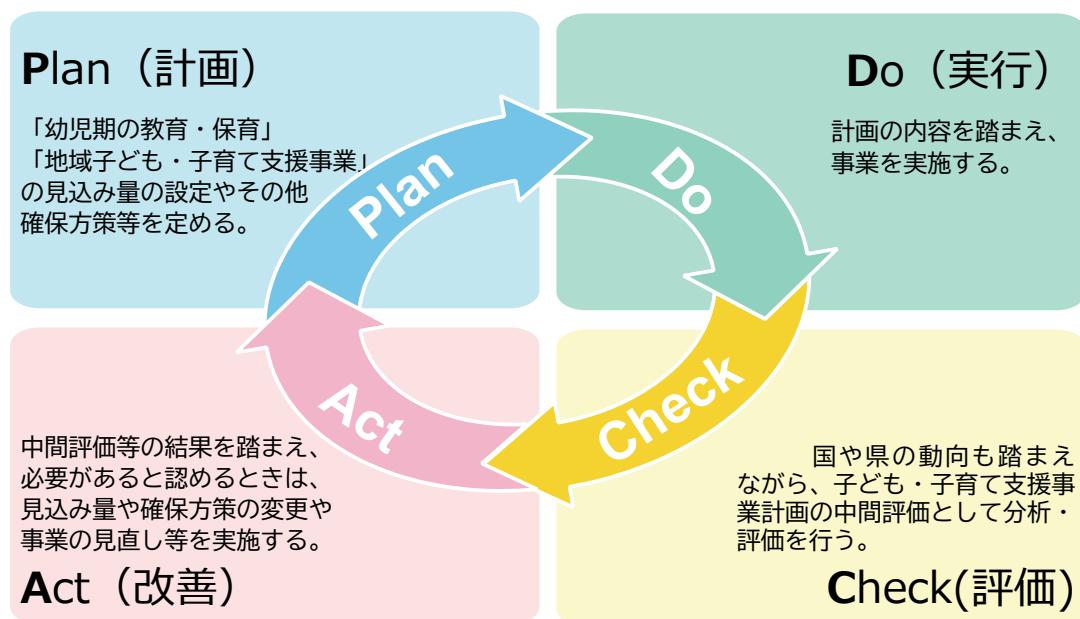 Plan（計画）
「幼児期の教育・保育」
「地域子ども・子育て支援事業」
の見込み量の設定やその他
確保方策等を定める。
Do（実行）
計画の内容を踏まえ、
事業を実施する。
Plan
Do
Act
Check
中間評価等の結果を踏まえ、
必要があると認めるときは、
見込み量や確保方策の変更や
事業の見直し等を実施する。
Act（改善）
国や県の動向も踏まえ
ながら、子ども・子育て支援事
業計画の中間評価として分析・
評価を行う。
Check(評価)